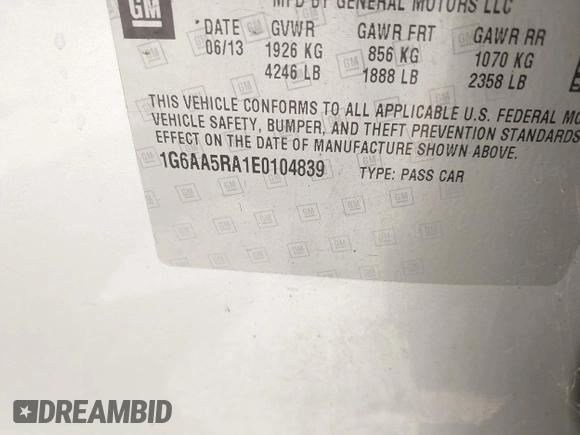 GM
MFD BY GENERAL MOTORS LLC
DATE GVWR GAWR FRT GAWR RR
06/13 1926 KG 856 KG 1070 KG
4246 LB 1888 LB 2358 LB
THIS VEHICLE CONFORMS TO ALL APPLICABLE U.S. FEDERAL
VEHICLE SAFETY, BUMPER, AND THEFT PREVENTION STANDARDS
EFFECT ON THE DATE OF MANUFACTURE SHOWN ABOVE.
1G6AA5RA1E0104839 TYPE: PASS CAR
DREAMBID